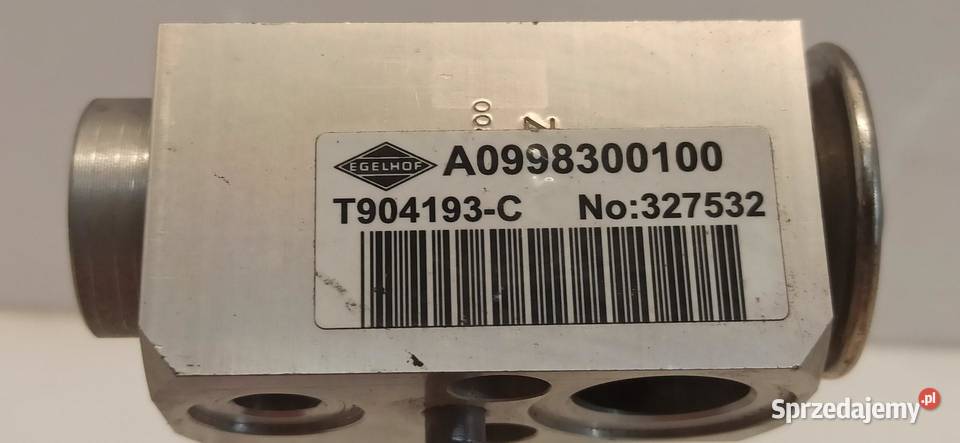 EGELHOF A0998300100
T904193-C No:327532
Sprzedajemy.pl